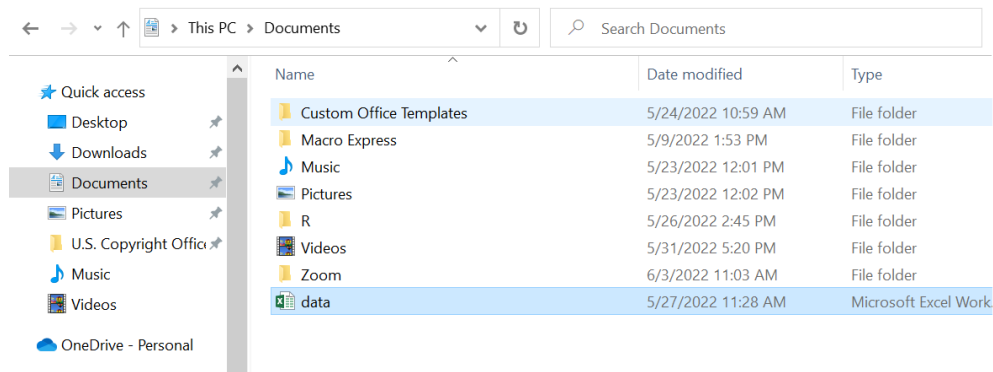 This PC > Documents
Search Documents
Quick access
Desktop
Downloads
Documents
Pictures
U.S. Copyright Offic
Music
Videos
OneDrive - Personal
Name Date modified Type
Custom Office Templates 5/24/2022 10:59 AM File folder
Macro Express 5/9/2022 1:53 PM File folder
Music 5/23/2022 12:01 PM File folder
Pictures 5/23/2022 12:02 PM File folder
R 5/26/2022 2:45 PM File folder
Videos 5/31/2022 5:20 PM File folder
Zoom 6/3/2022 11:03 AM File folder
data 5/27/2022 11:28 AM Microsoft Excel Work